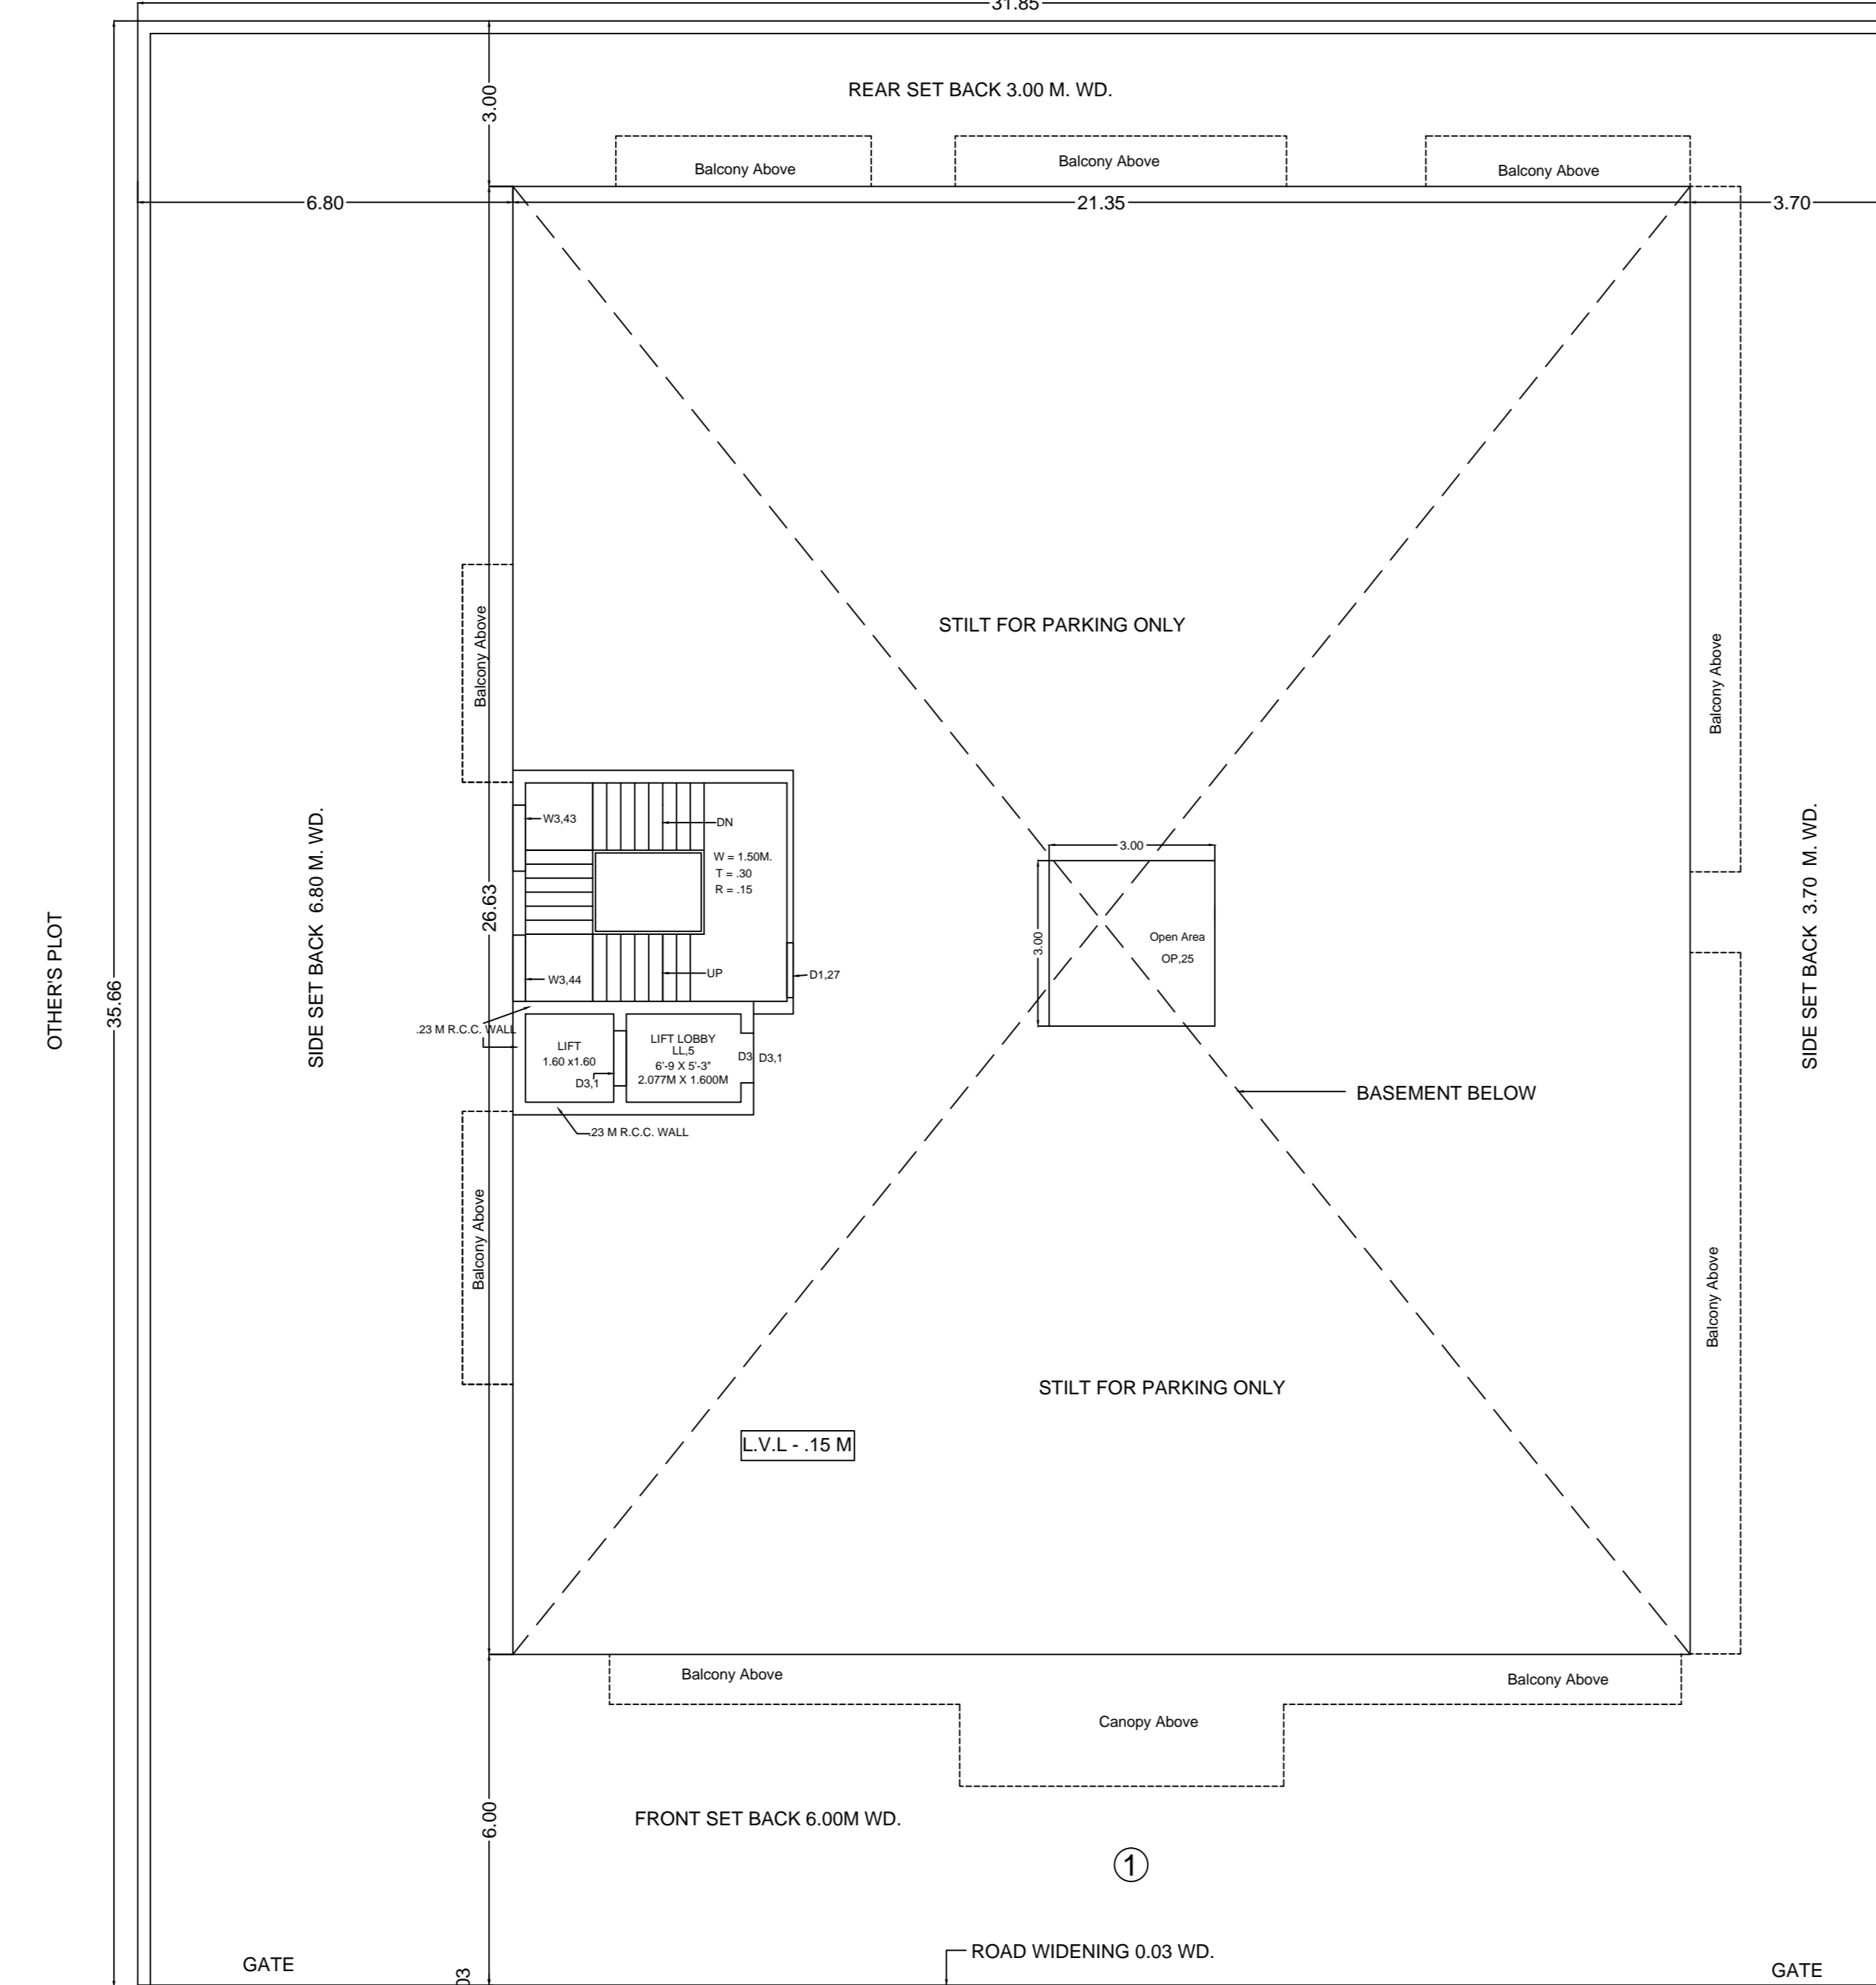 31.85
REAR SET BACK 3.00 M. WD.
3.00
Balcony Above
Balcony Above
Balcony Above
6.80
21.35
3.70
STILT FOR PARKING ONLY
Balcony Above
Balcony Above
W3,43
DN
W = 1.50M.
T = .30
R = .15
3.00
26.63
3.00
Open Area
OP,25
W3,44
UP
D1,27
OTHER'S PLOT
35.66
SIDE SET BACK 6.80 M. WD.
SIDE SET BACK 3.70 M. WD.
.23 M R.C.C. WALL
LIFT
1.60 x1.60
D3,1
LIFT LOBBY
LL,5
6'-9 X 5'-3"
2.077M X 1.600M
D3
D3,1
.23 M R.C.C. WALL
BASEMENT BELOW
Balcony Above
Balcony Above
STILT FOR PARKING ONLY
L.V.L - .15 M
Balcony Above
Balcony Above
Canopy Above
6.00
FRONT SET BACK 6.00M WD.
1
ROAD WIDENING 0.03 WD.
GATE
GATE